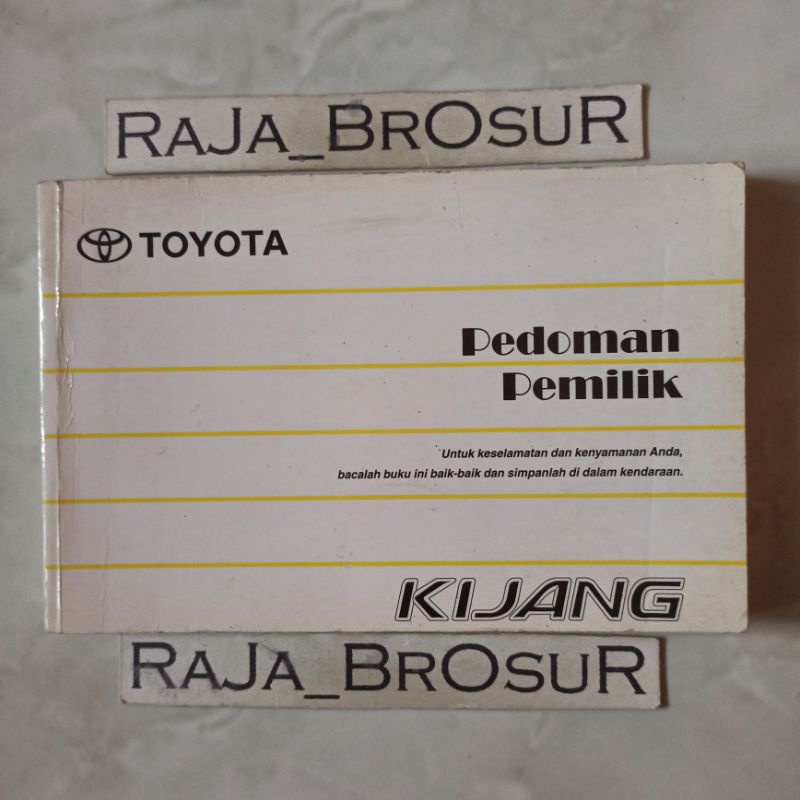 RAJA_BROSUR
TOYOTA
Pedoman
Pemilik
Untuk keselamatan dan kenyamanan Anda,
bacalah buku ini baik-baik dan simpanlah di dalam kendaraan.
KIJANG
RAJA_BROSUR